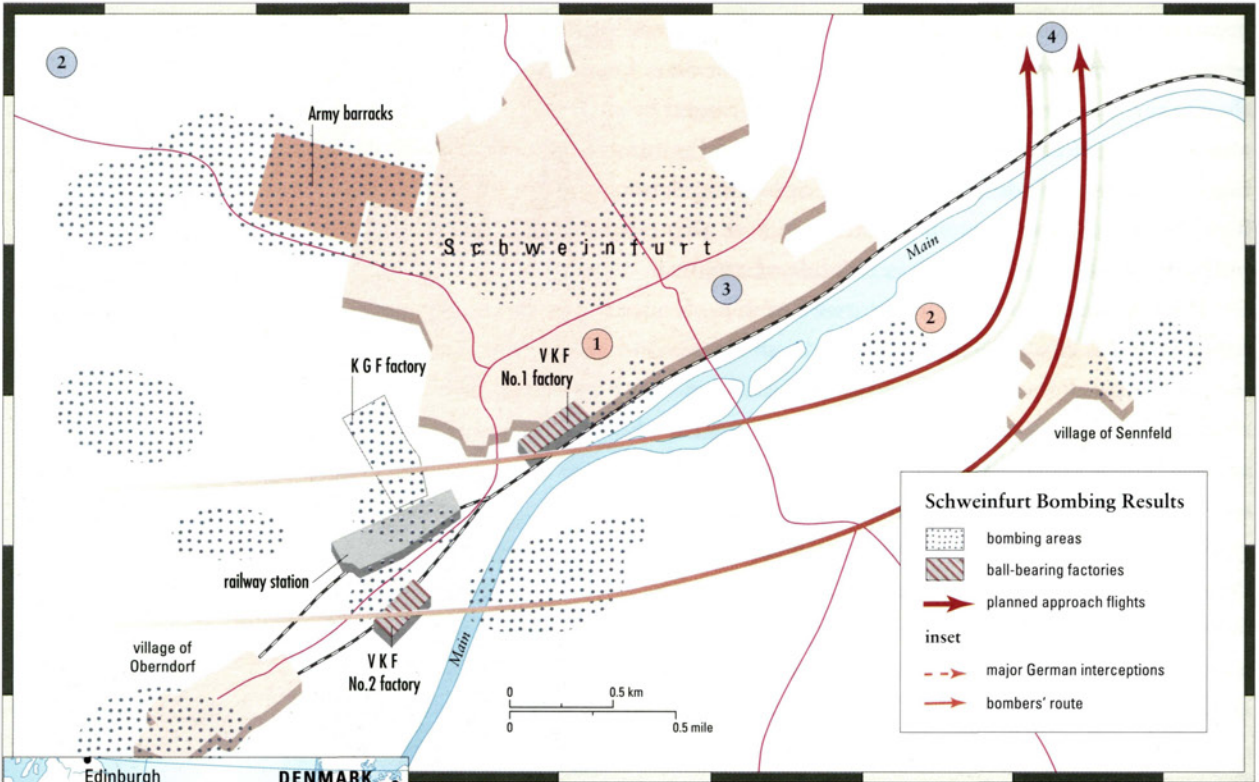 2
4
Army barracks
Schweinfurt
Main
3
2
1
V K F
No.1 factory
K G F factory
village of Sennfeld
Schweinfurt Bombing Results
bombing areas
ball-bearing factories
planned approach flights
inset
major German interceptions
bombers' route
railway station
village of
Oberndorf
V K F
No.2 factory
Main
0 0.5 km
0 0.5 mile
Edinburgh
DENMARK